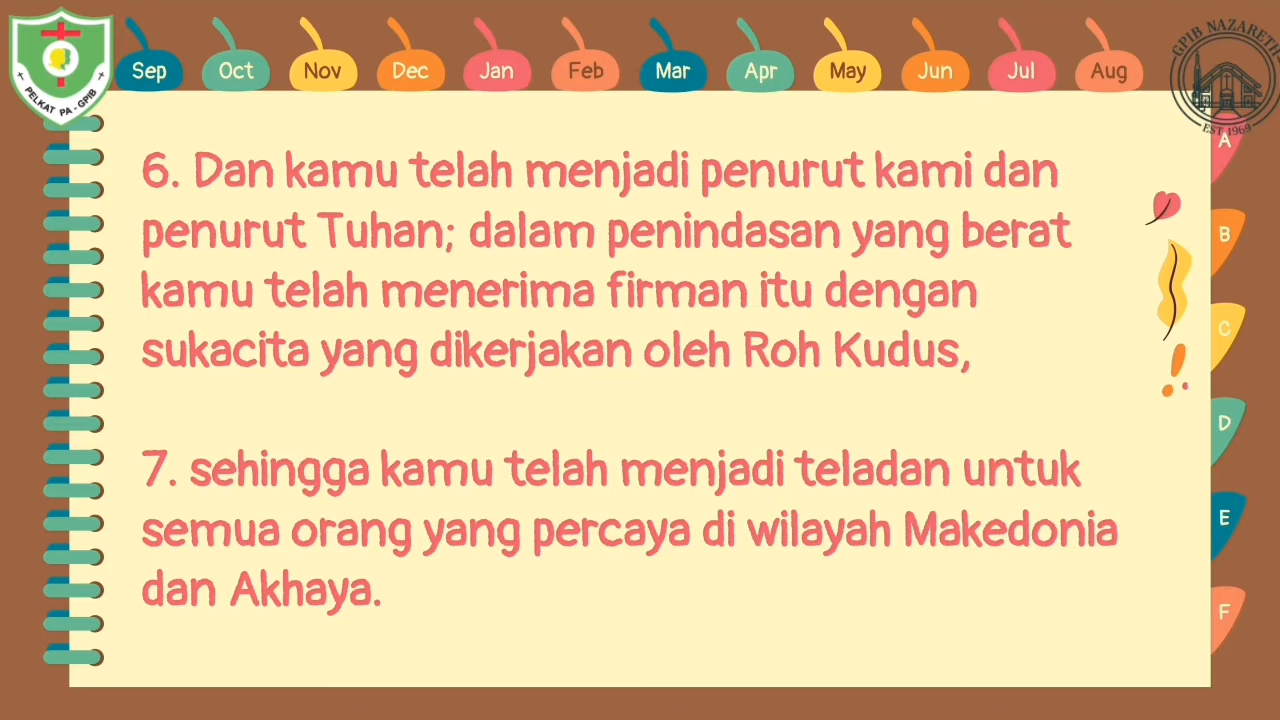 Sep Oct Nov Dec Jan Feb Mar Apr May Jun Jul Aug
PELKAT PA - GPIB
GPIB NAZARETH
EST 1969
6. Dan kamu telah menjadi penurut kami dan
penurut Tuhan; dalam penindasan yang berat
kamu telah menerima firman itu dengan
sukacita yang dikerjakan oleh Roh Kudus,
7. sehingga kamu telah menjadi teladan untuk
semua orang yang percaya di wilayah Makedonia
dan Akhaya.
A
B
C
D
E
F